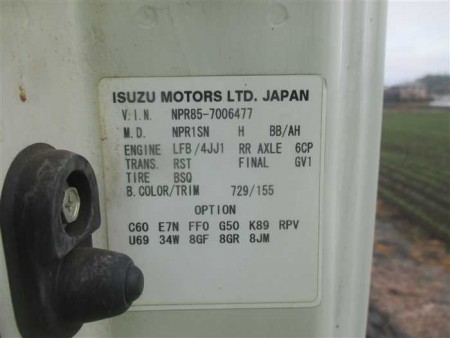 ISUZU MOTORS LTD. JAPAN
V.I.N. NPR85-7006477
M.D. NPR1SN H BB/AH
ENGINE LFB/4JJ1 RR AXLE 6CP
TRANS. RST FINAL GV1
TIRE BSQ
B.COLOR/TRIM 729/155
OPTION
C60 E7N FF0 G50 K89 RPV
U69 34W 8GF 8GR 8JM